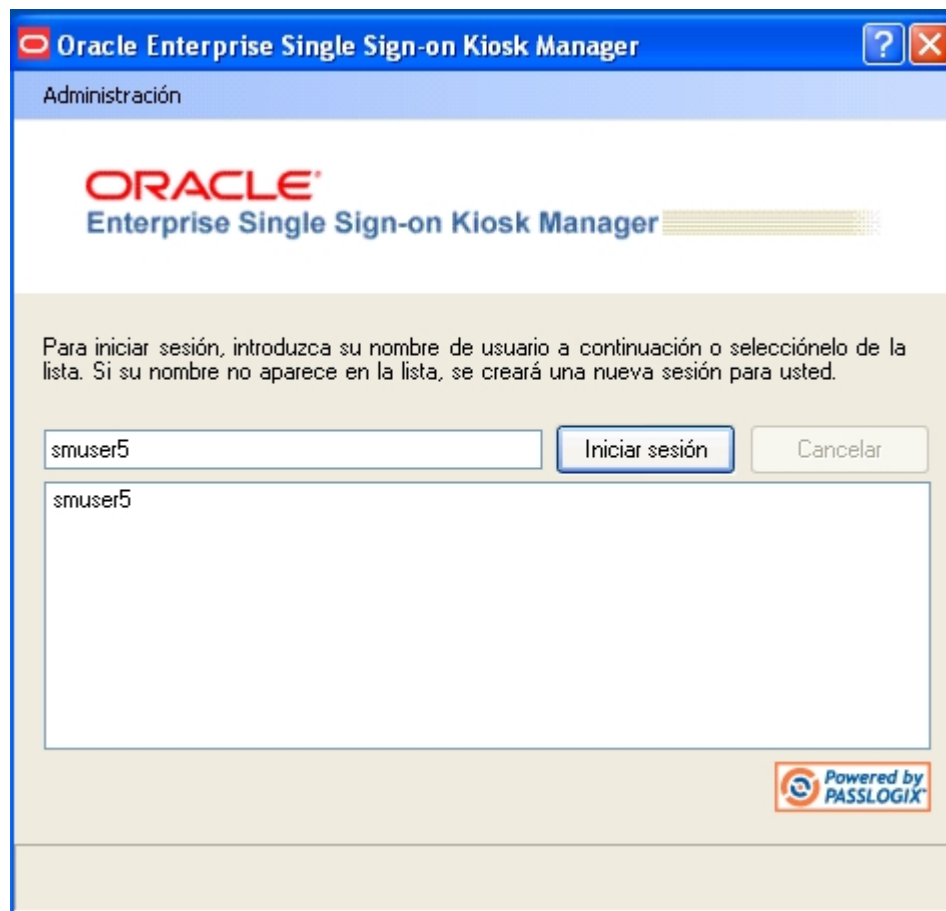 Oracle Enterprise Single Sign-on Kiosk Manager
Administración
ORACLE
Enterprise Single Sign-on Kiosk Manager
Para iniciar sesión, introduzca su nombre de usuario a continuación o selecciónelo de la
lista. Si su nombre no aparece en la lista, se creará una nueva sesión para usted.
smuser5
Iniciar sesión
Cancelar
smuser5
Powered by
PASSLOGIX